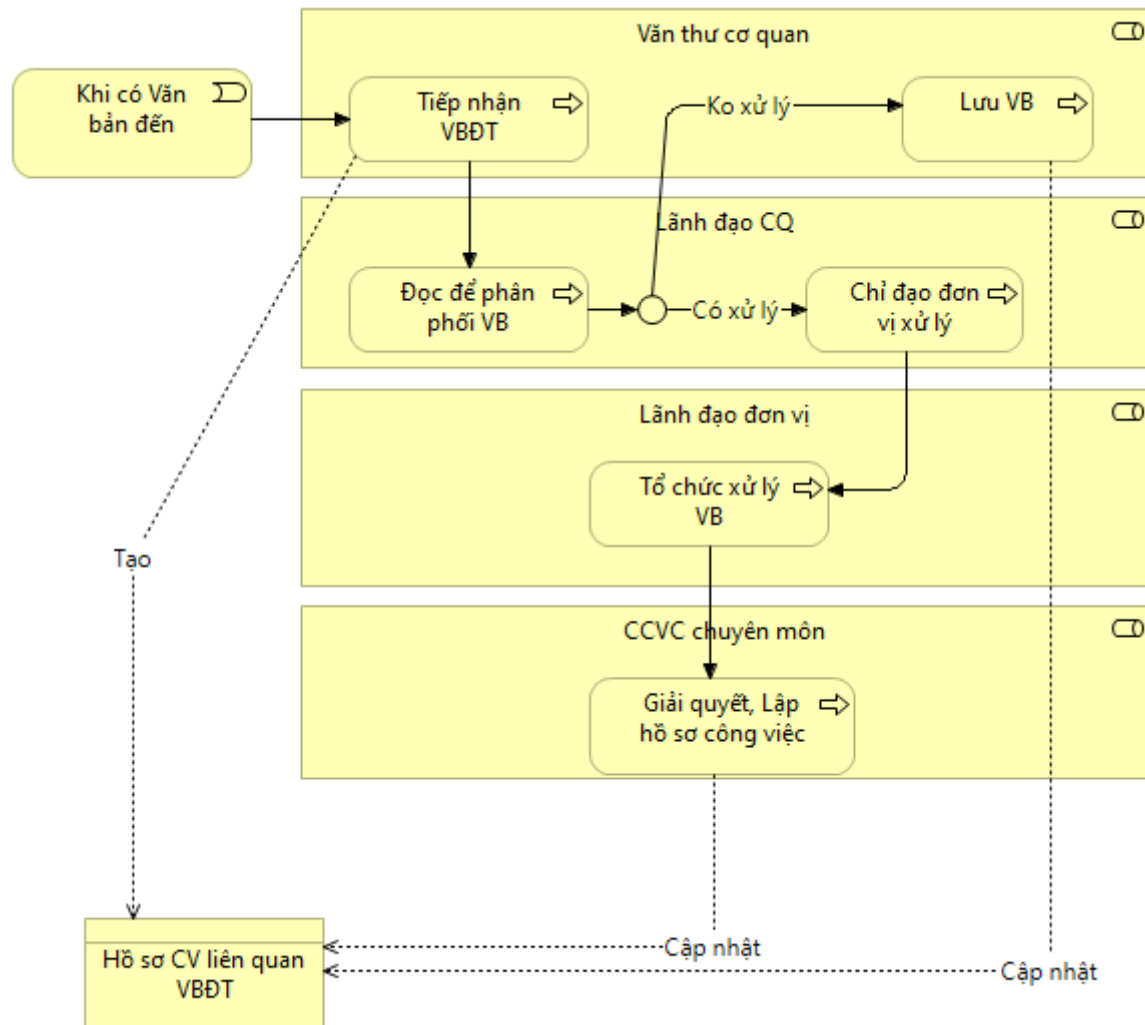 Văn thư cơ quan
Khi có Văn
bản đến
Tiếp nhận
VBĐT
Ko xử lý
Lưu VB
Lãnh đạo CQ
Đọc để phân
phối VB
Có xử lý
Chỉ đạo đơn
vị xử lý
Lãnh đạo đơn vị
Tổ chức xử lý
VB
Tạo
CCVC chuyên môn
Giải quyết, Lập
hồ sơ công việc
Cập nhật
Cập nhật
Hồ sơ CV liên quan
VBĐT